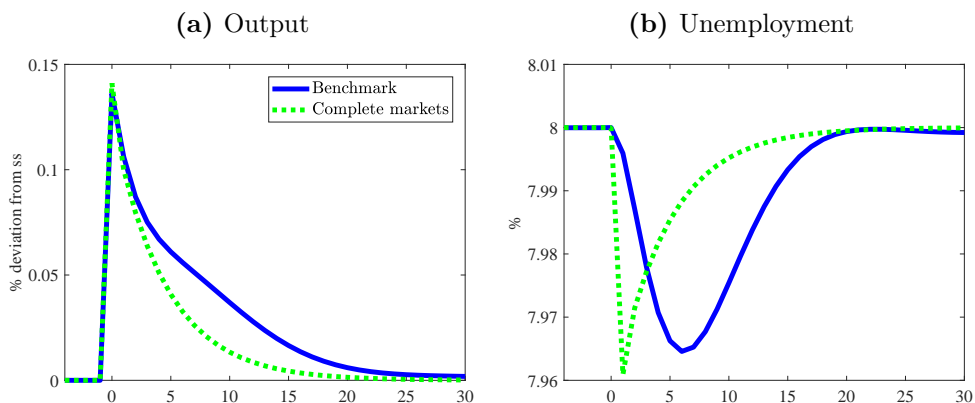 (a) Output
% deviation from ss
0.15
0.1
0.05
0
Benchmark
Complete markets
0 5 10 15 20 25 30
(b) Unemployment
%
8.01
8
7.99
7.98
7.97
7.96
0 5 10 15 20 25 30